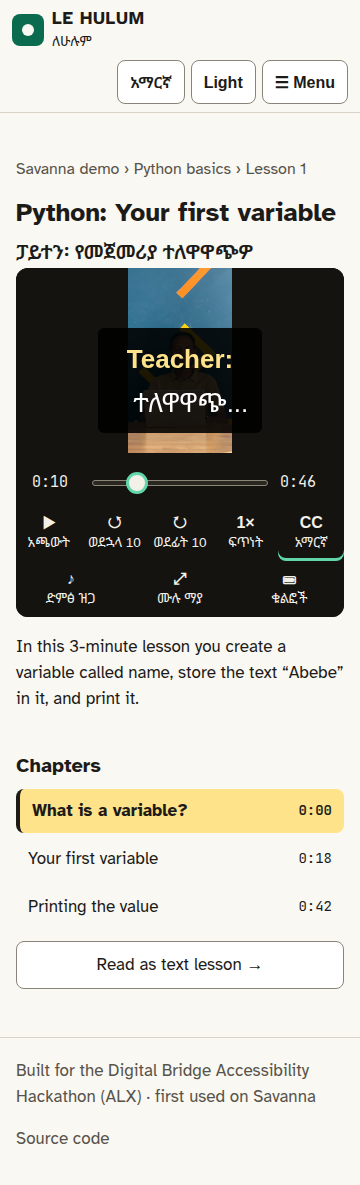 LE HULUM
ለሁሉም
አማርኛ
Light
☰ Menu
Savanna demo › Python basics › Lesson 1
Python: Your first variable
ፓይተን፡ የመጀመሪያ ተለዋዋጭዎ
Teacher:
ተለዋዋጭ...
0:10
0:46
አጫውት
ወደኋላ 10
ወደፊት 10
1×
ፍጥነት
CC
አማርኛ
ድምፅ ዝጋ
ሙሉ ማያ
ቁልፎች
In this 3-minute lesson you create a
variable called name, store the text “Abebe”
in it, and print it.
Chapters
What is a variable? 0:00
Your first variable 0:18
Printing the value 0:42
Read as text lesson →
Built for the Digital Bridge Accessibility
Hackathon (ALX) · first used on Savanna
Source code